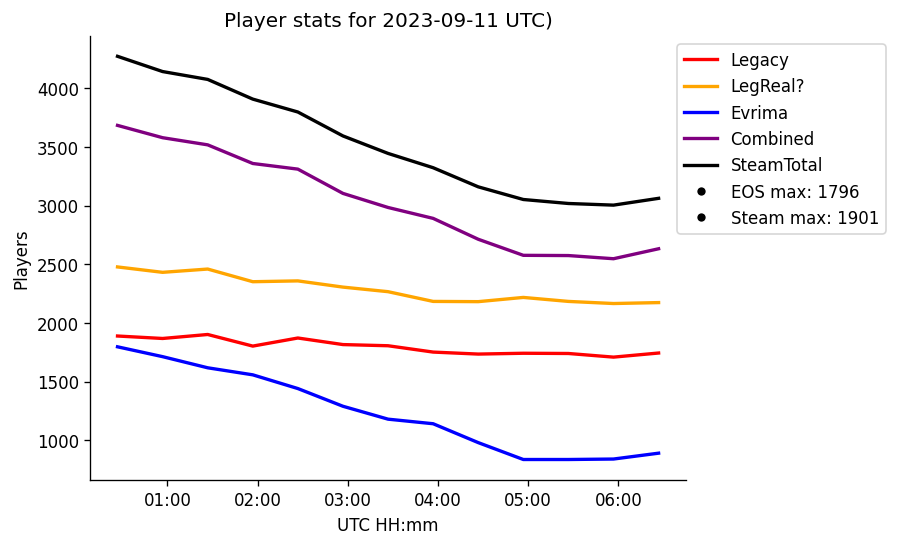 Player stats for 2023-09-11 UTC)
Legacy
LegReal?
Evrima
Combined
SteamTotal
EOS max: 1796
Steam max: 1901
4000
3500
3000
2500
2000
1500
1000
Players
01:00 02:00 03:00 04:00 05:00 06:00
UTC HH:mm